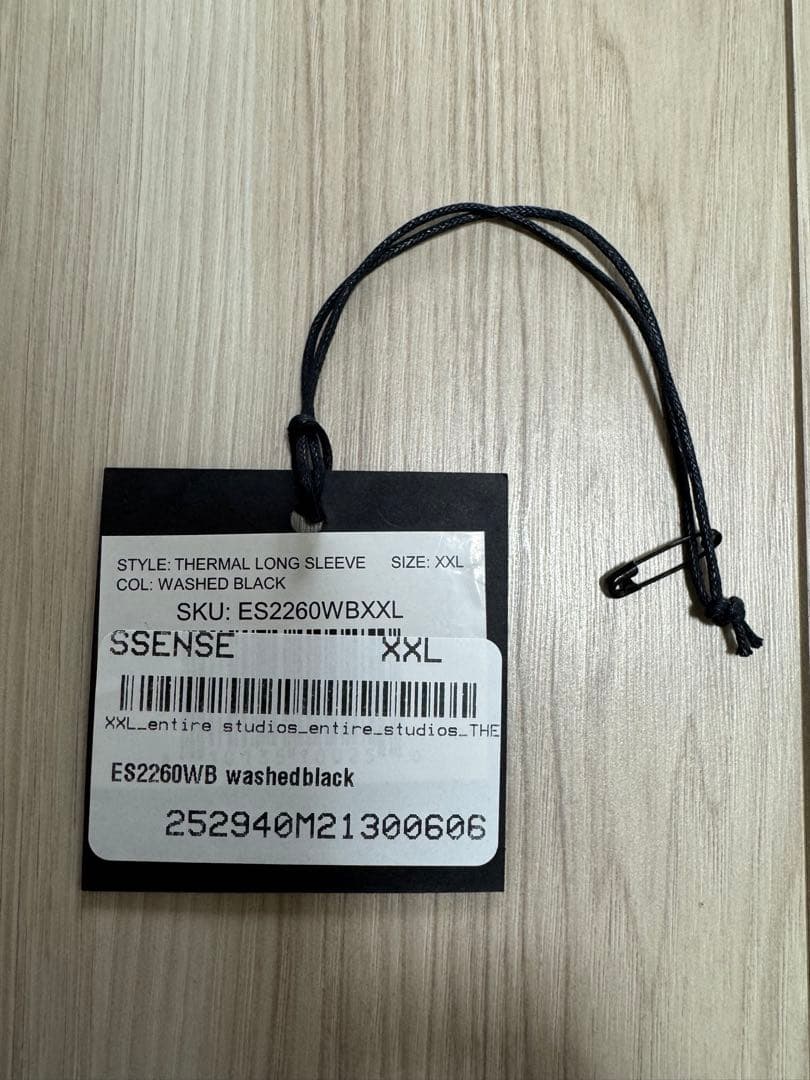 STYLE: THERMAL LONG SLEEVE SIZE: XXL
COL: WASHED BLACK
SKU: ES2260WBXXL
SSENSE XXL
XXL_entire studios_entire_studios_THE
ES2260WB washedblack
252940M21300606